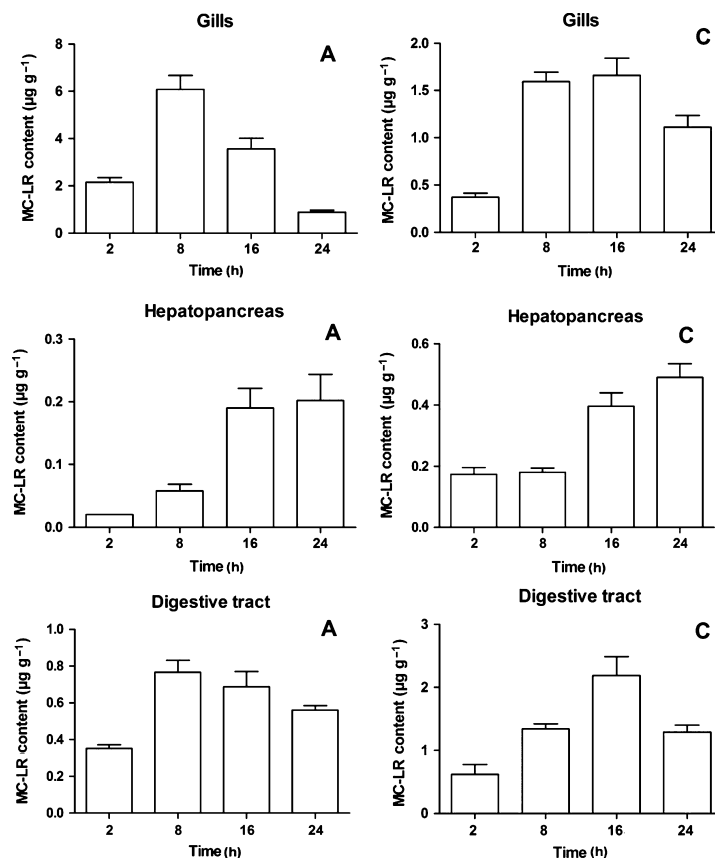 Gills
A
MC-LR content (µg g⁻¹)
8
6
4
2
0
2 8 16 24
Time (h)
Gills
C
MC-LR content (µg g⁻¹)
2.0
1.5
1.0
0.5
0.0
2 8 16 24
Time (h)
Hepatopancreas
A
MC-LR content (µg g⁻¹)
0.3
0.2
0.1
0.0
2 8 16 24
Time (h)
Hepatopancreas
C
MC-LR content (µg g⁻¹)
0.6
0.4
0.2
0.0
2 8 16 24
Time (h)
Digestive tract
A
MC-LR content (µg g⁻¹)
1.0
0.8
0.6
0.4
0.2
0.0
2 8 16 24
Time (h)
Digestive tract
C
MC-LR content (µg g⁻¹)
3
2
1
0
2 8 16 24
Time (h)